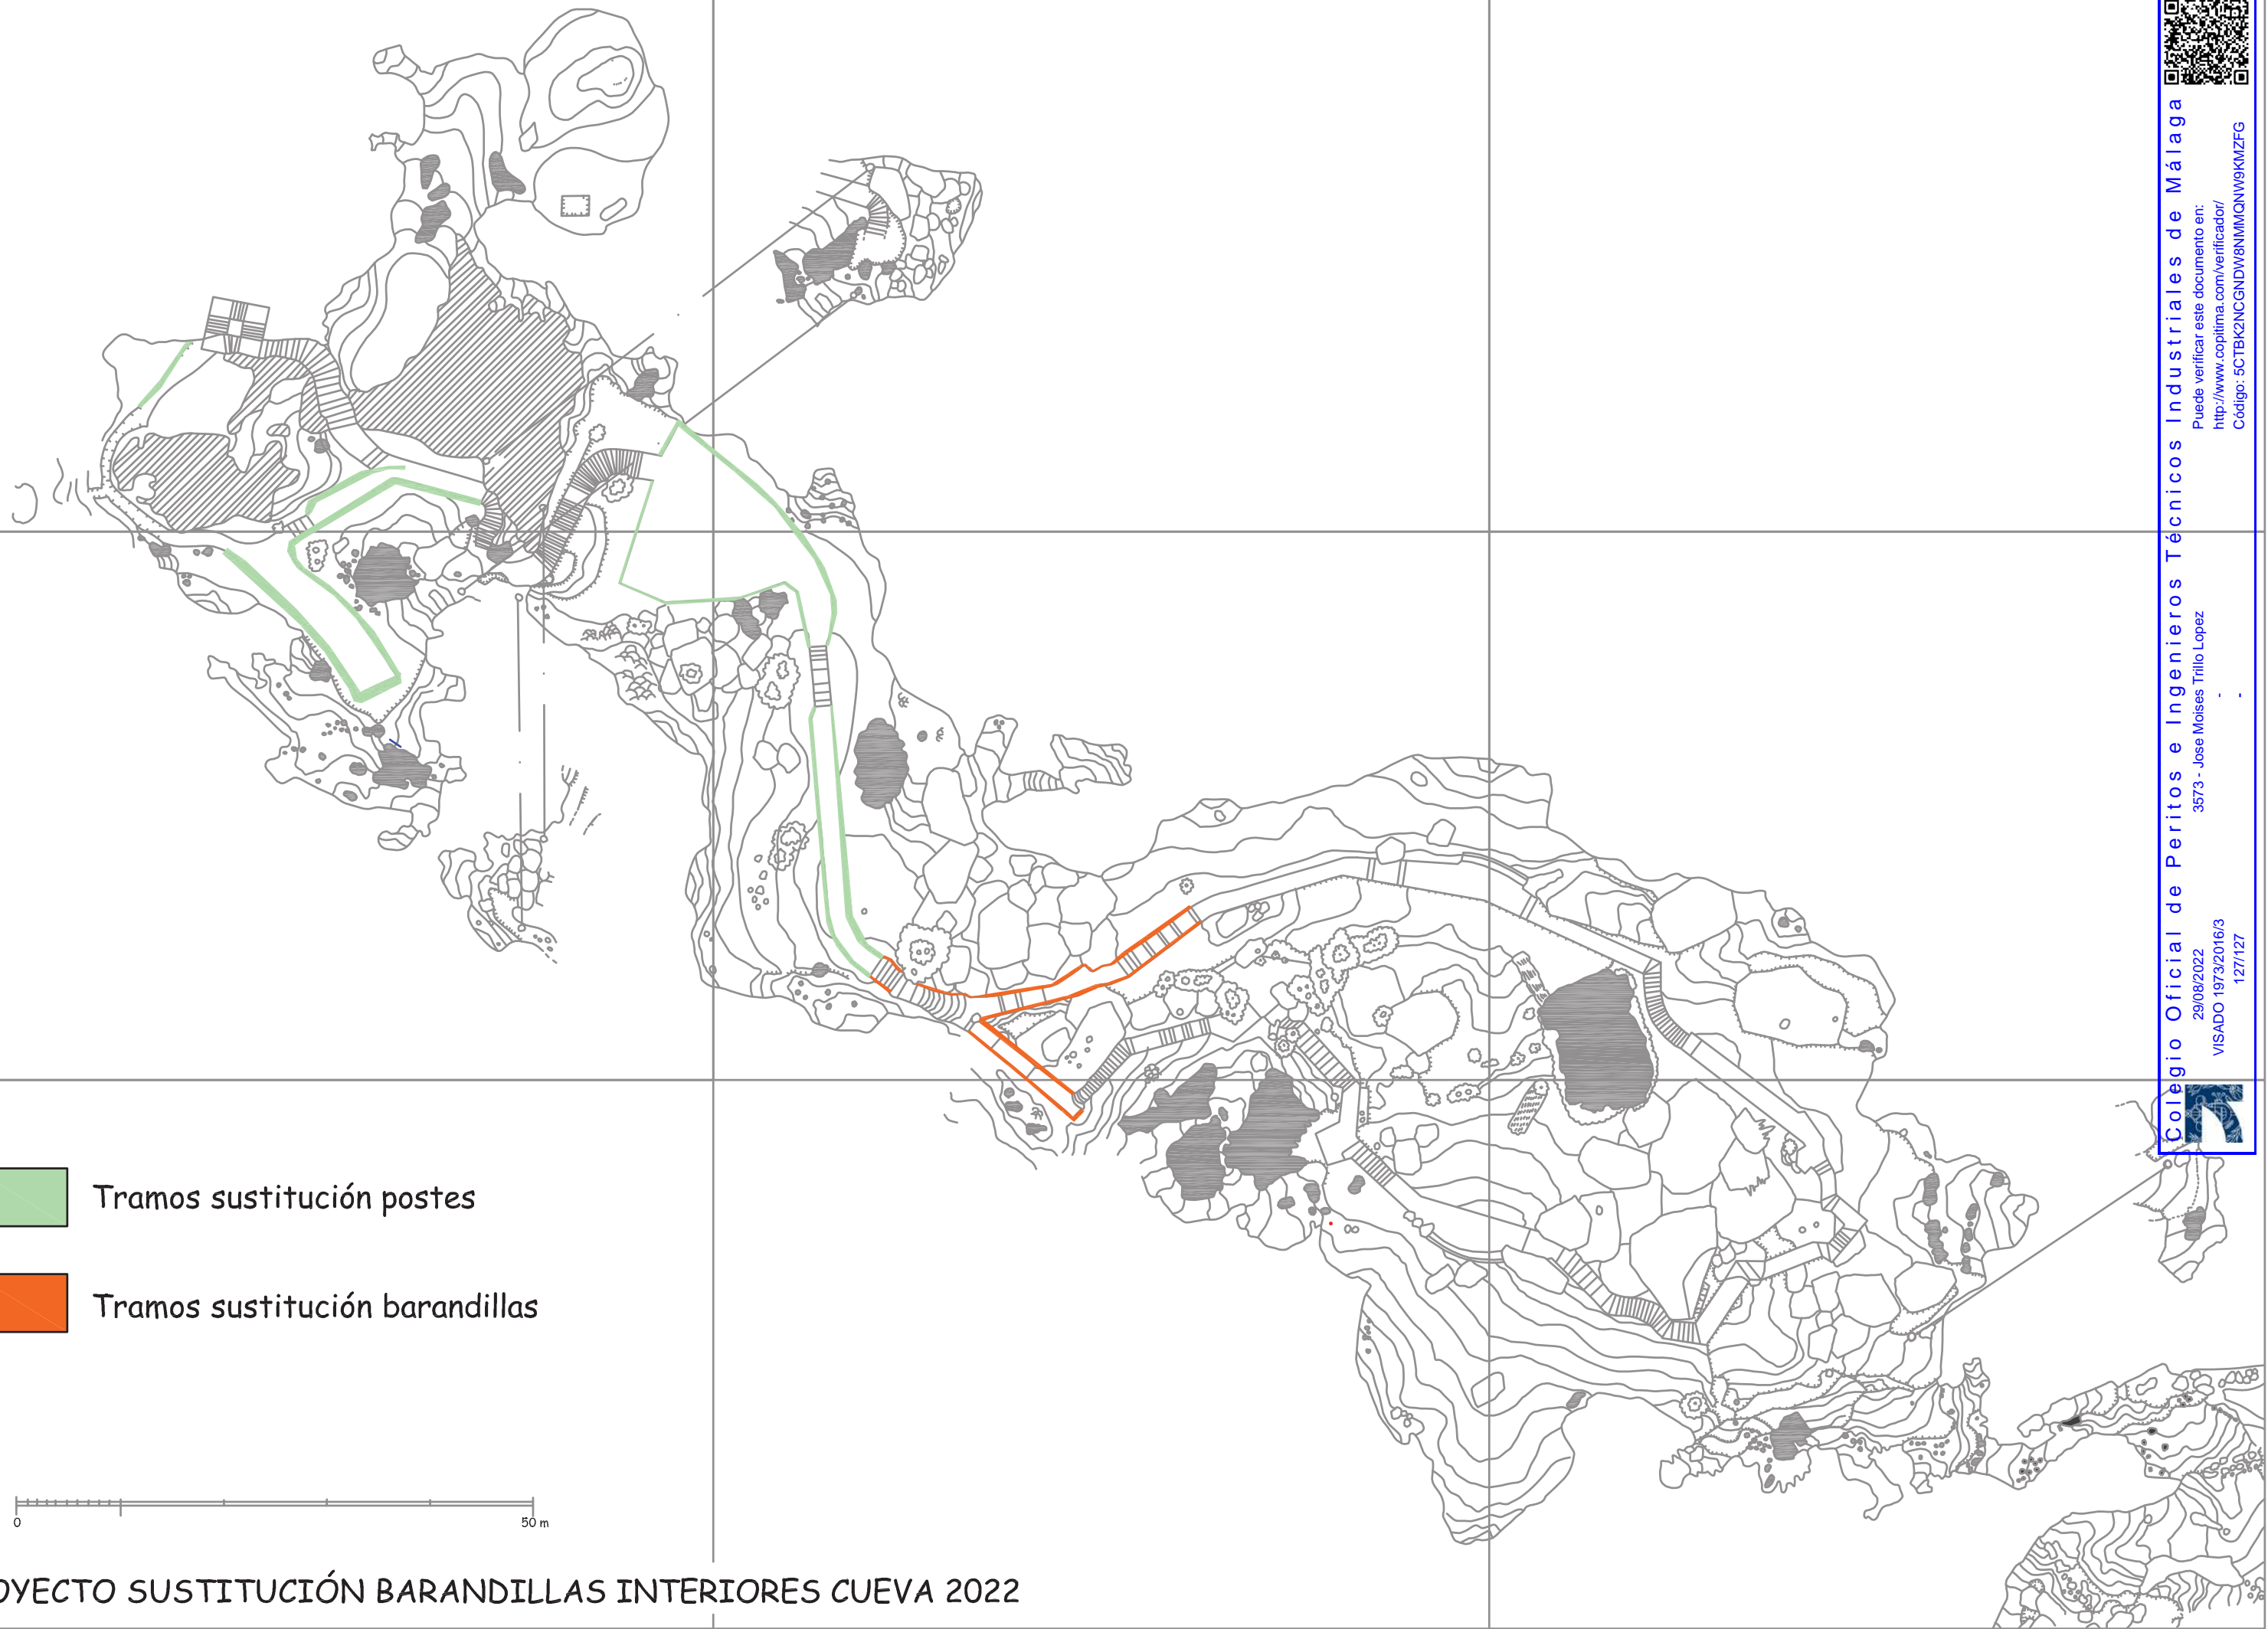 Tramos sustitución postes
Tramos sustitución barandillas
0
50 m
OYECTO SUSTITUCIÓN BARANDILLAS INTERIORES CUEVA 2022
Colegio Oficial de Peritos e Ingenieros Técnicos Industriales de Málaga
29/08/2022
3573 - Jose Moises Trillo Lopez
Puede verificar este documento en:
VISADO 1973/2016/3
-
http://www.copitima.com/verificador/
127/127
-
Código: 5CTBK2NCGNDW8NMMQNW9KMZFG